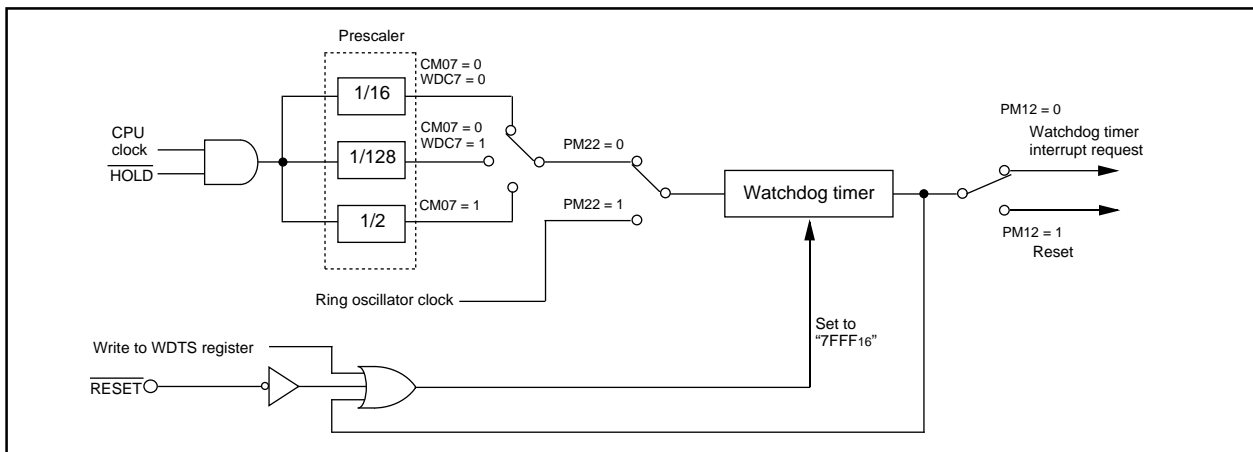 Prescaler
CM07 = 0
WDC7 = 0
1/16
PM12 = 0
Watchdog timer
interrupt request
CPU
clock
HOLD
CM07 = 0
WDC7 = 1
1/128
PM22 = 0
Watchdog timer
CM07 = 1
1/2
PM22 = 1
PM12 = 1
Reset
Ring oscillator clock
Set to
“7FFF16”
Write to WDTS register
RESET